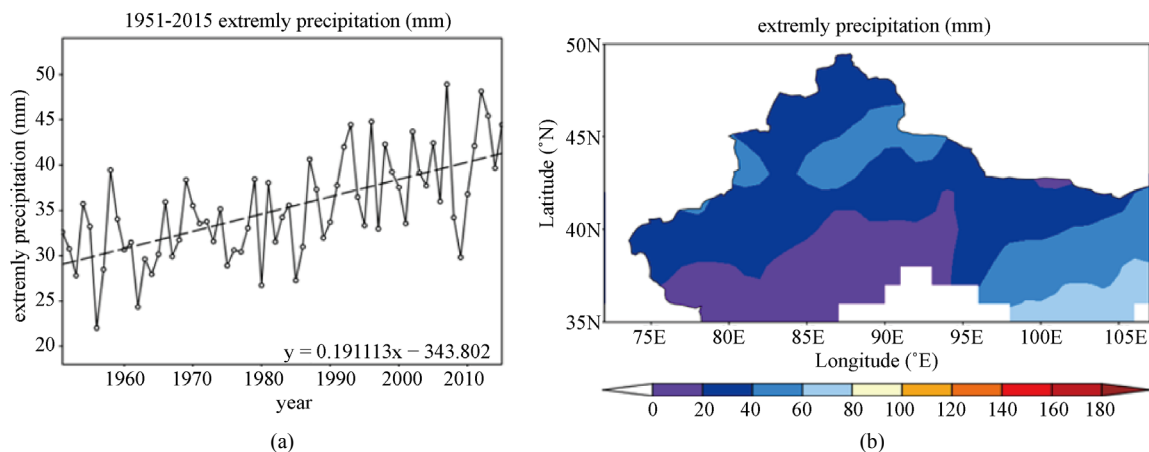 1951-2015 extremly precipitation (mm)
extremly precipitation (mm)
50
45
40
35
30
25
20
y = 0.191113x − 343.802
1960 1970 1980 1990 2000 2010
year
(a)
extremly precipitation (mm)
Latitude (°N)
50N
45N
40N
35N
75E 80E 85E 90E 95E 100E 105E
Longitude (°E)
0 20 40 60 80 100 120 140 160 180
(b)